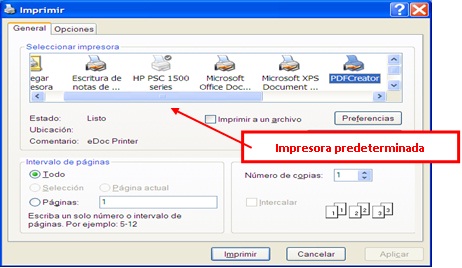 Imprimir
General
Opciones
Seleccionar impresora
egar
esora
Escritura de
notas de ...
HP PSC 1500
series
Microsoft
Office Doc...
Microsoft XPS
Document ...
PDFCreator
Estado: Listo
Ubicación:
Comentario: eDoc Printer
Imprimir a un archivo
Preferencias
Impresora predeterminada
Intervalo de páginas
Todo
Selección
Página actual
Páginas: 1
Escriba un solo número o intervalo de
páginas. Por ejemplo: 5-12
Número de copias: 1
Intercalar
1 1 2 2 3 3
Imprimir
Cancelar
Aplicar